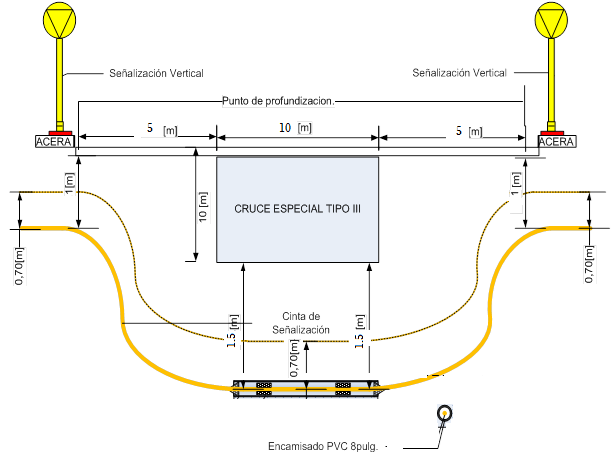 Señalización Vertical
Señalización Vertical
Punto de profundizacion.
5 [m]
10 [m]
5 [m]
ACERA
ACERA
1[m]
10 [m]
1 [m]
CRUCE ESPECIAL TIPO III
0,70[m]
0,70[m]
Cinta de
Señalización
1.5 [m]
0,70[m]
1.5 [m]
Encamisado PVC 8pulg.